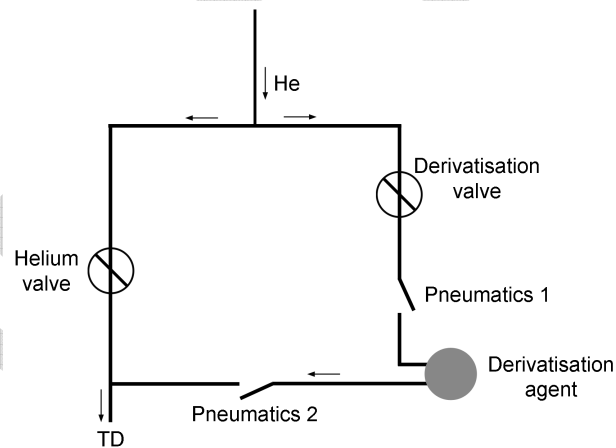 He
Derivatisation
valve
Helium
valve
Pneumatics 1
Derivatisation
agent
Pneumatics 2
TD